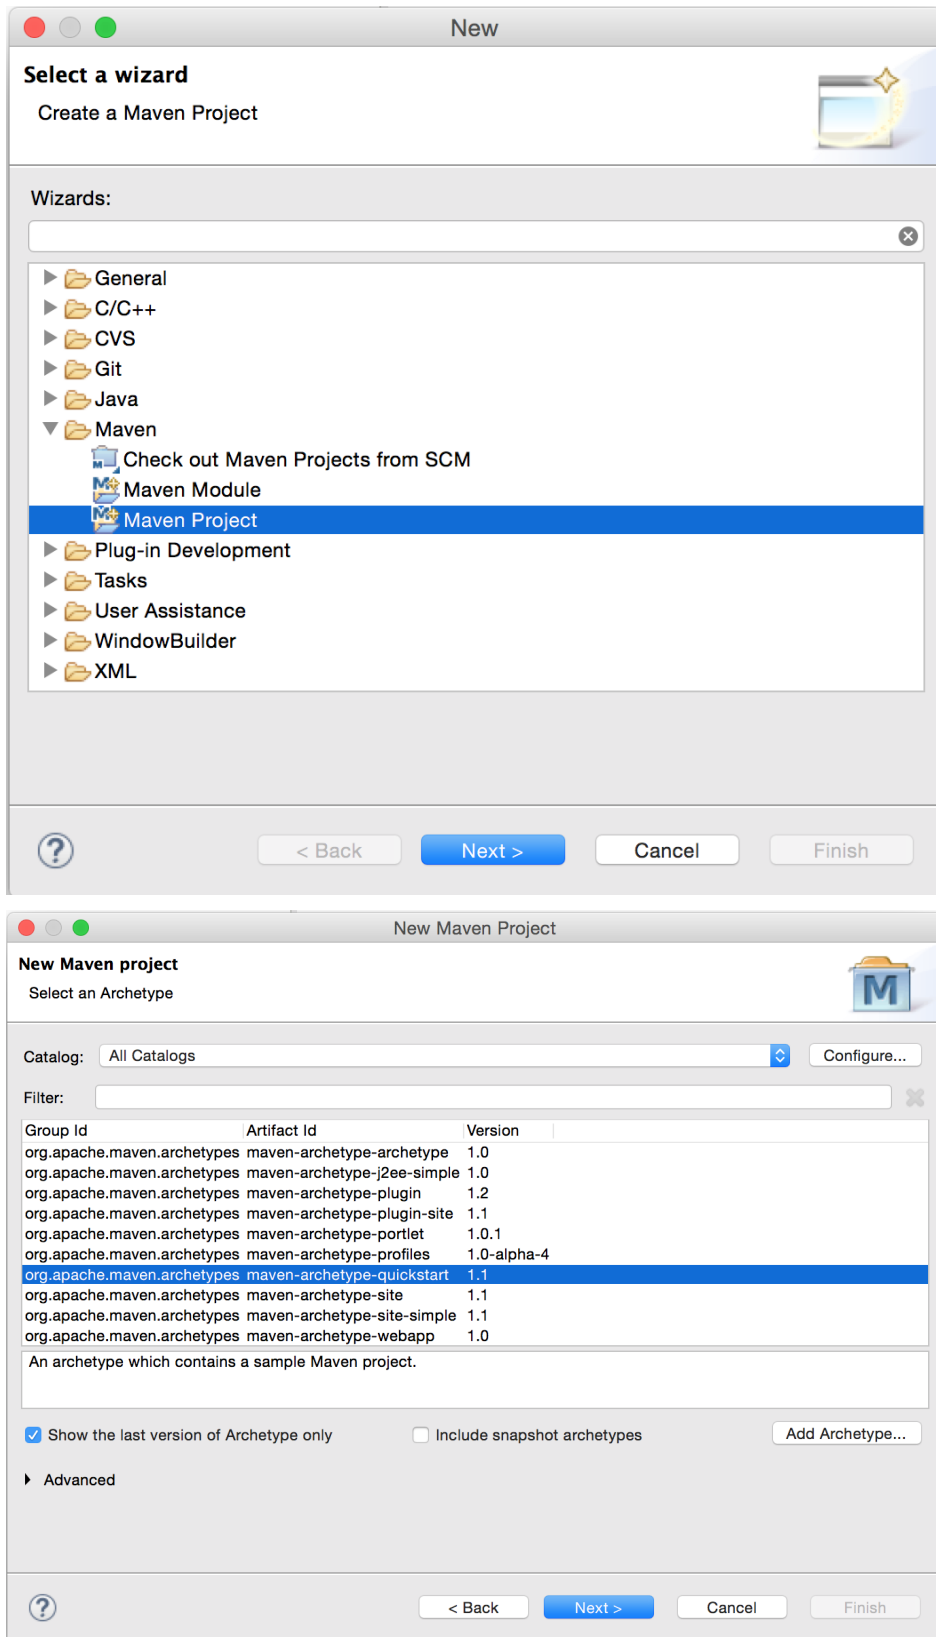 New
Select a wizard
Create a Maven Project
Wizards:
General
C/C++
CVS
Git
Java
Maven
Check out Maven Projects from SCM
Maven Module
Maven Project
Plug-in Development
Tasks
User Assistance
WindowBuilder
XML
? < Back Next > Cancel Finish
New Maven Project
New Maven project
Select an Archetype
M
Catalog: All Catalogs Configure...
Filter:
Group Id Artifact Id Version
org.apache.maven.archetypes maven-archetype-archetype 1.0
org.apache.maven.archetypes maven-archetype-j2ee-simple 1.0
org.apache.maven.archetypes maven-archetype-plugin 1.2
org.apache.maven.archetypes maven-archetype-plugin-site 1.1
org.apache.maven.archetypes maven-archetype-portlet 1.0.1
org.apache.maven.archetypes maven-archetype-profiles 1.0-alpha-4
org.apache.maven.archetypes maven-archetype-quickstart 1.1
org.apache.maven.archetypes maven-archetype-site 1.1
org.apache.maven.archetypes maven-archetype-site-simple 1.1
org.apache.maven.archetypes maven-archetype-webapp 1.0
An archetype which contains a sample Maven project.
Show the last version of Archetype only Include snapshot archetypes Add Archetype...
Advanced
? < Back Next > Cancel Finish